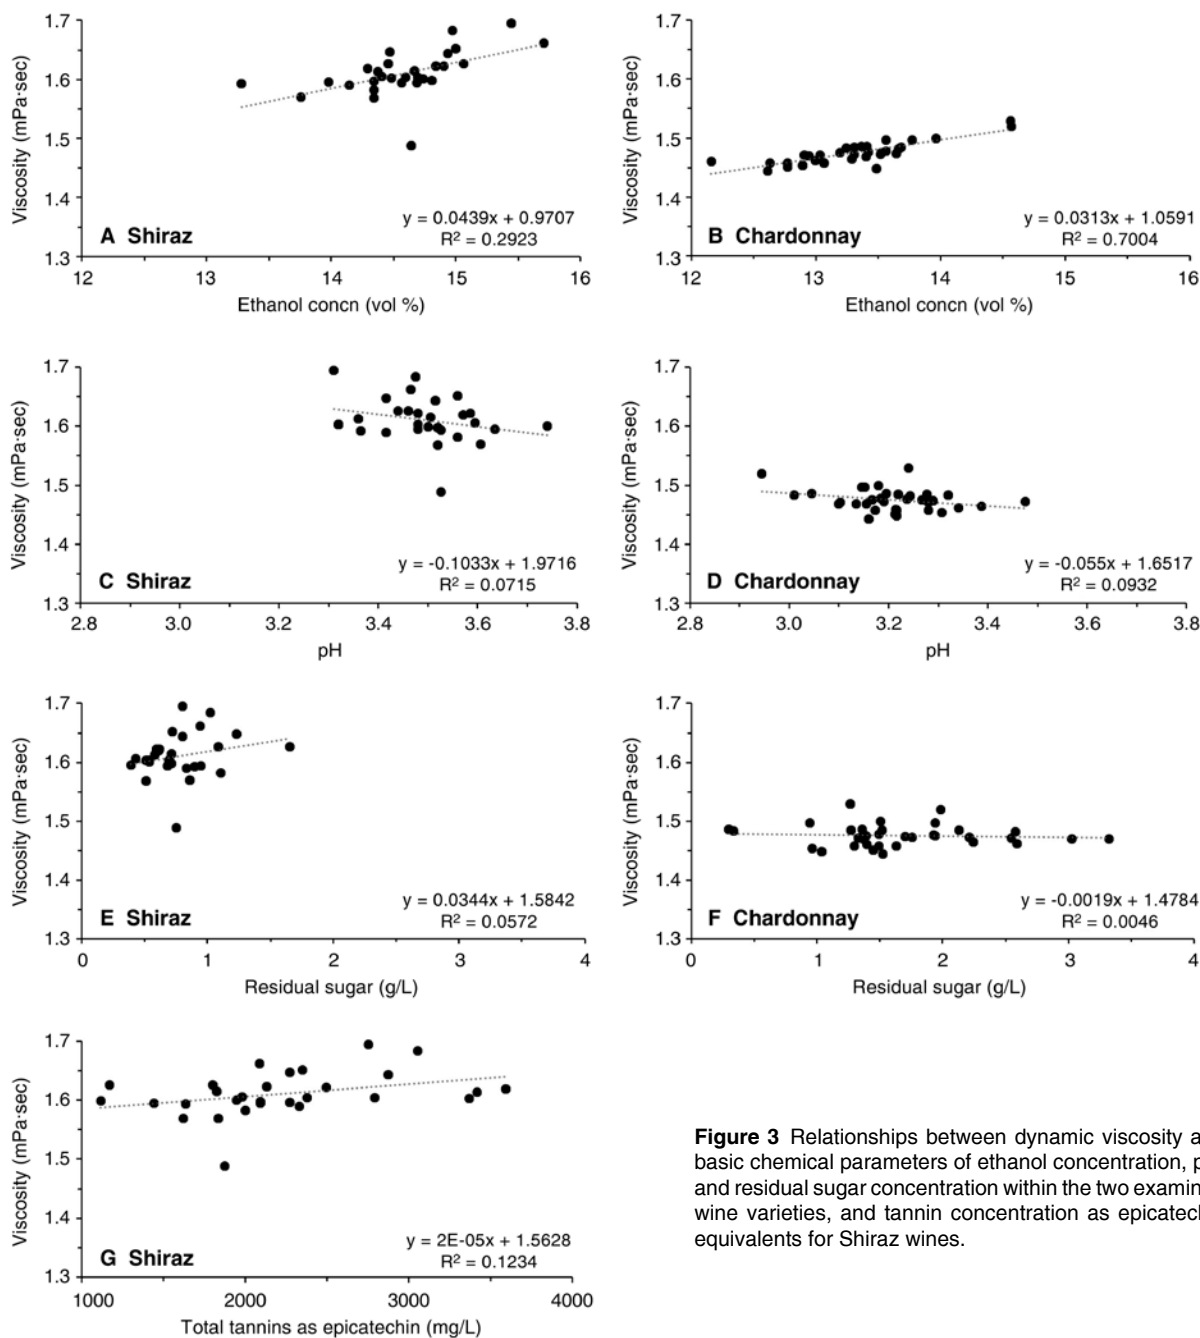 1.7
1.6
1.5
1.4
1.3
Viscosity (mPa·sec)
A Shiraz
y = 0.0439x + 0.9707
R² = 0.2923
12 13 14 15 16
Ethanol concn (vol %)
1.7
1.6
1.5
1.4
1.3
Viscosity (mPa·sec)
B Chardonnay
y = 0.0313x + 1.0591
R² = 0.7004
12 13 14 15 16
Ethanol concn (vol %)
1.7
1.6
1.5
1.4
1.3
Viscosity (mPa·sec)
C Shiraz
y = -0.1033x + 1.9716
R² = 0.0715
2.8 3.0 3.2 3.4 3.6 3.8
pH
1.7
1.6
1.5
1.4
1.3
Viscosity (mPa·sec)
D Chardonnay
y = -0.055x + 1.6517
R² = 0.0932
2.8 3.0 3.2 3.4 3.6 3.8
pH
1.7
1.6
1.5
1.4
1.3
Viscosity (mPa·sec)
E Shiraz
y = 0.0344x + 1.5842
R² = 0.0572
0 1 2 3 4
Residual sugar (g/L)
1.7
1.6
1.5
1.4
1.3
Viscosity (mPa·sec)
F Chardonnay
y = -0.0019x + 1.4784
R² = 0.0046
0 1 2 3 4
Residual sugar (g/L)
1.7
1.6
1.5
1.4
1.3
Viscosity (mPa·sec)
G Shiraz
y = 2E-05x + 1.5628
R² = 0.1234
1000 2000 3000 4000
Total tannins as epicatechin (mg/L)
Figure 3 Relationships between dynamic viscosity a
basic chemical parameters of ethanol concentration, p
and residual sugar concentration within the two examin
wine varieties, and tannin concentration as epicatech
equivalents for Shiraz wines.